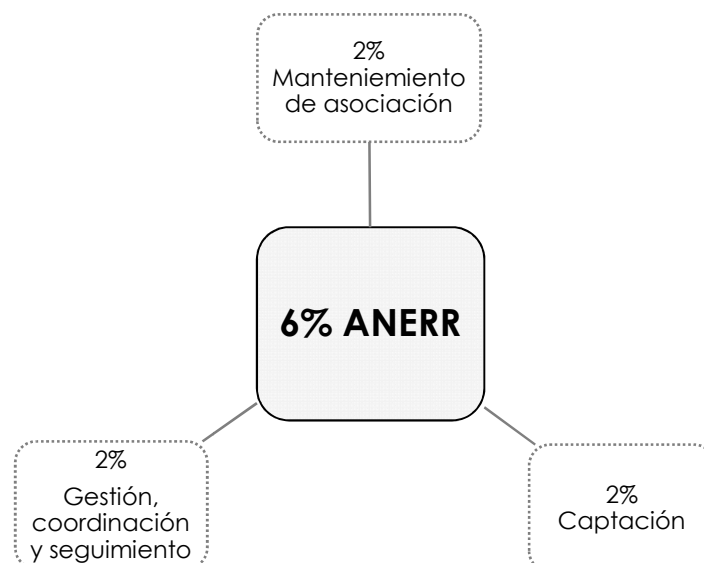 2%
Manteniemiento
de asociación
6% ANERR
2%
Gestión,
coordinación
y seguimiento
2%
Captación